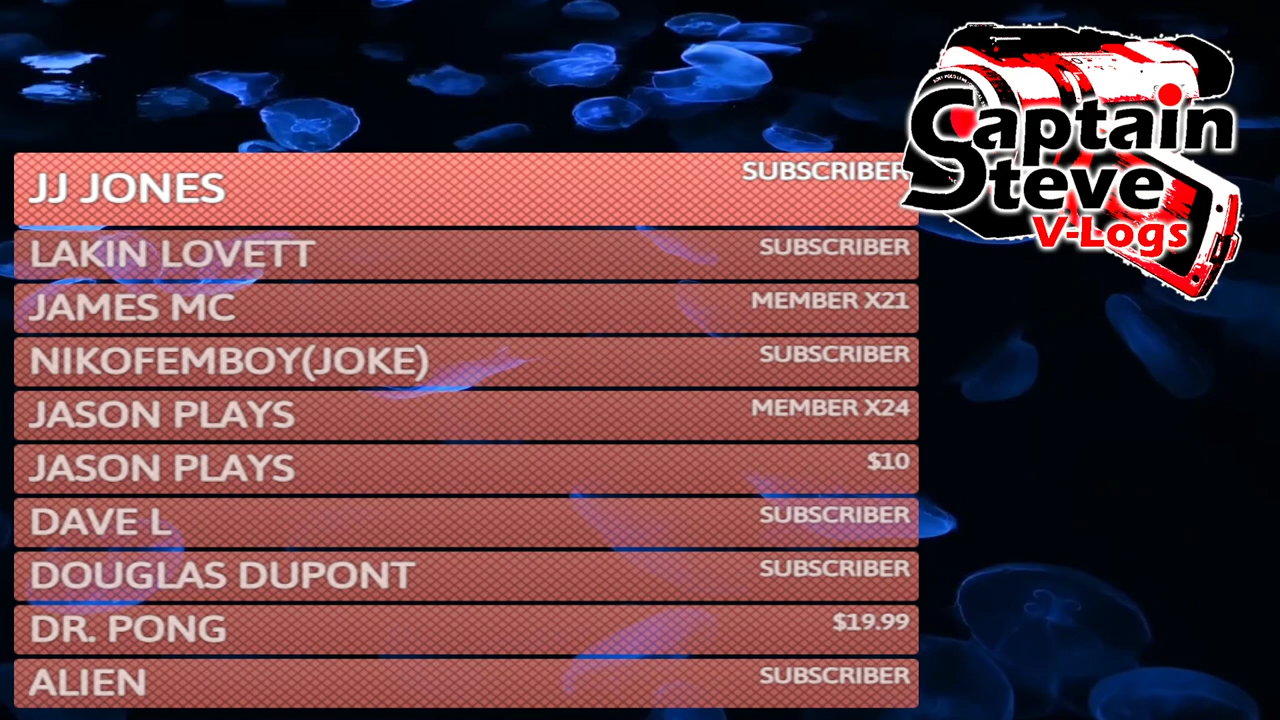 Captain
Steve
V-Logs
JJ JONES SUBSCRIBER
LAKIN LOVETT SUBSCRIBER
JAMES MC MEMBER X21
NIKOFEMBOY(JOKE) SUBSCRIBER
JASON PLAYS MEMBER X24
JASON PLAYS $10
DAVE L SUBSCRIBER
DOUGLAS DUPONT SUBSCRIBER
DR. PONG $19.99
ALIEN SUBSCRIBER